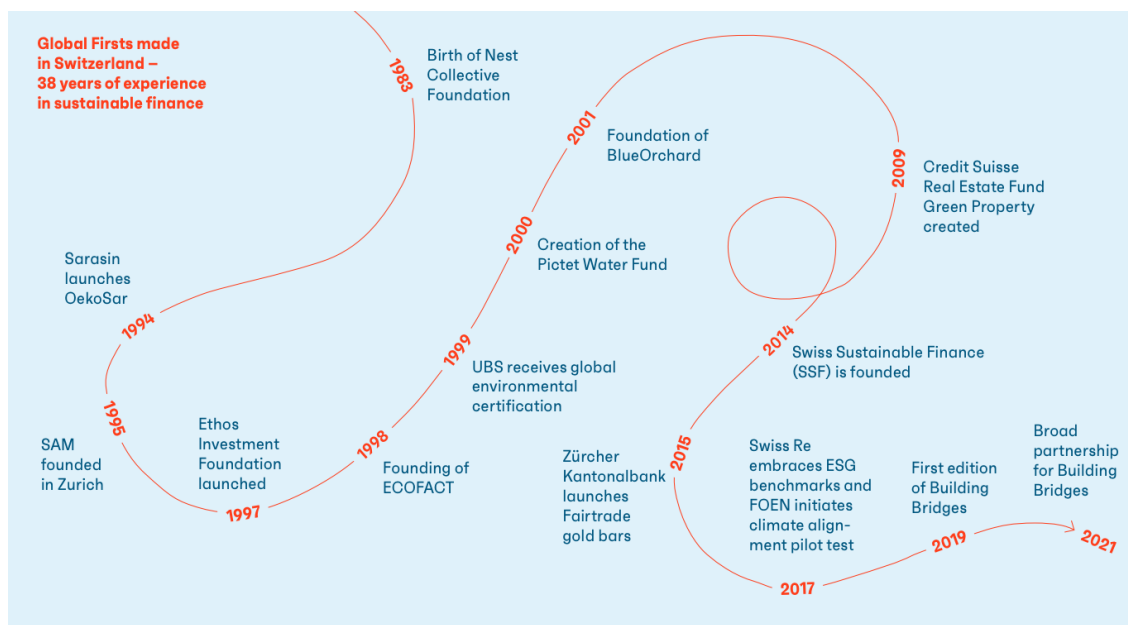 Global Firsts made
in Switzerland –
38 years of experience
in sustainable finance
1983
Birth of Nest
Collective
Foundation
Sarasin
launches
OekoSar
1994
1995
SAM
founded
in Zurich
Ethos
Investment
Foundation
launched
1997
1998
Founding of
ECOFACT
1999
UBS receives global
environmental
certification
2000
Creation of the
Pictet Water Fund
2001
Foundation of
BlueOrchard
2009
Credit Suisse
Real Estate Fund
Green Property
created
2014
Swiss Sustainable Finance
(SSF) is founded
2015
Zürcher
Kantonalbank
launches
Fairtrade
gold bars
Swiss Re
embraces ESG
benchmarks and
FOEN initiates
climate align-
ment pilot test
2017
First edition
of Building
Bridges
2019
Broad
partnership
for Building
Bridges
2021